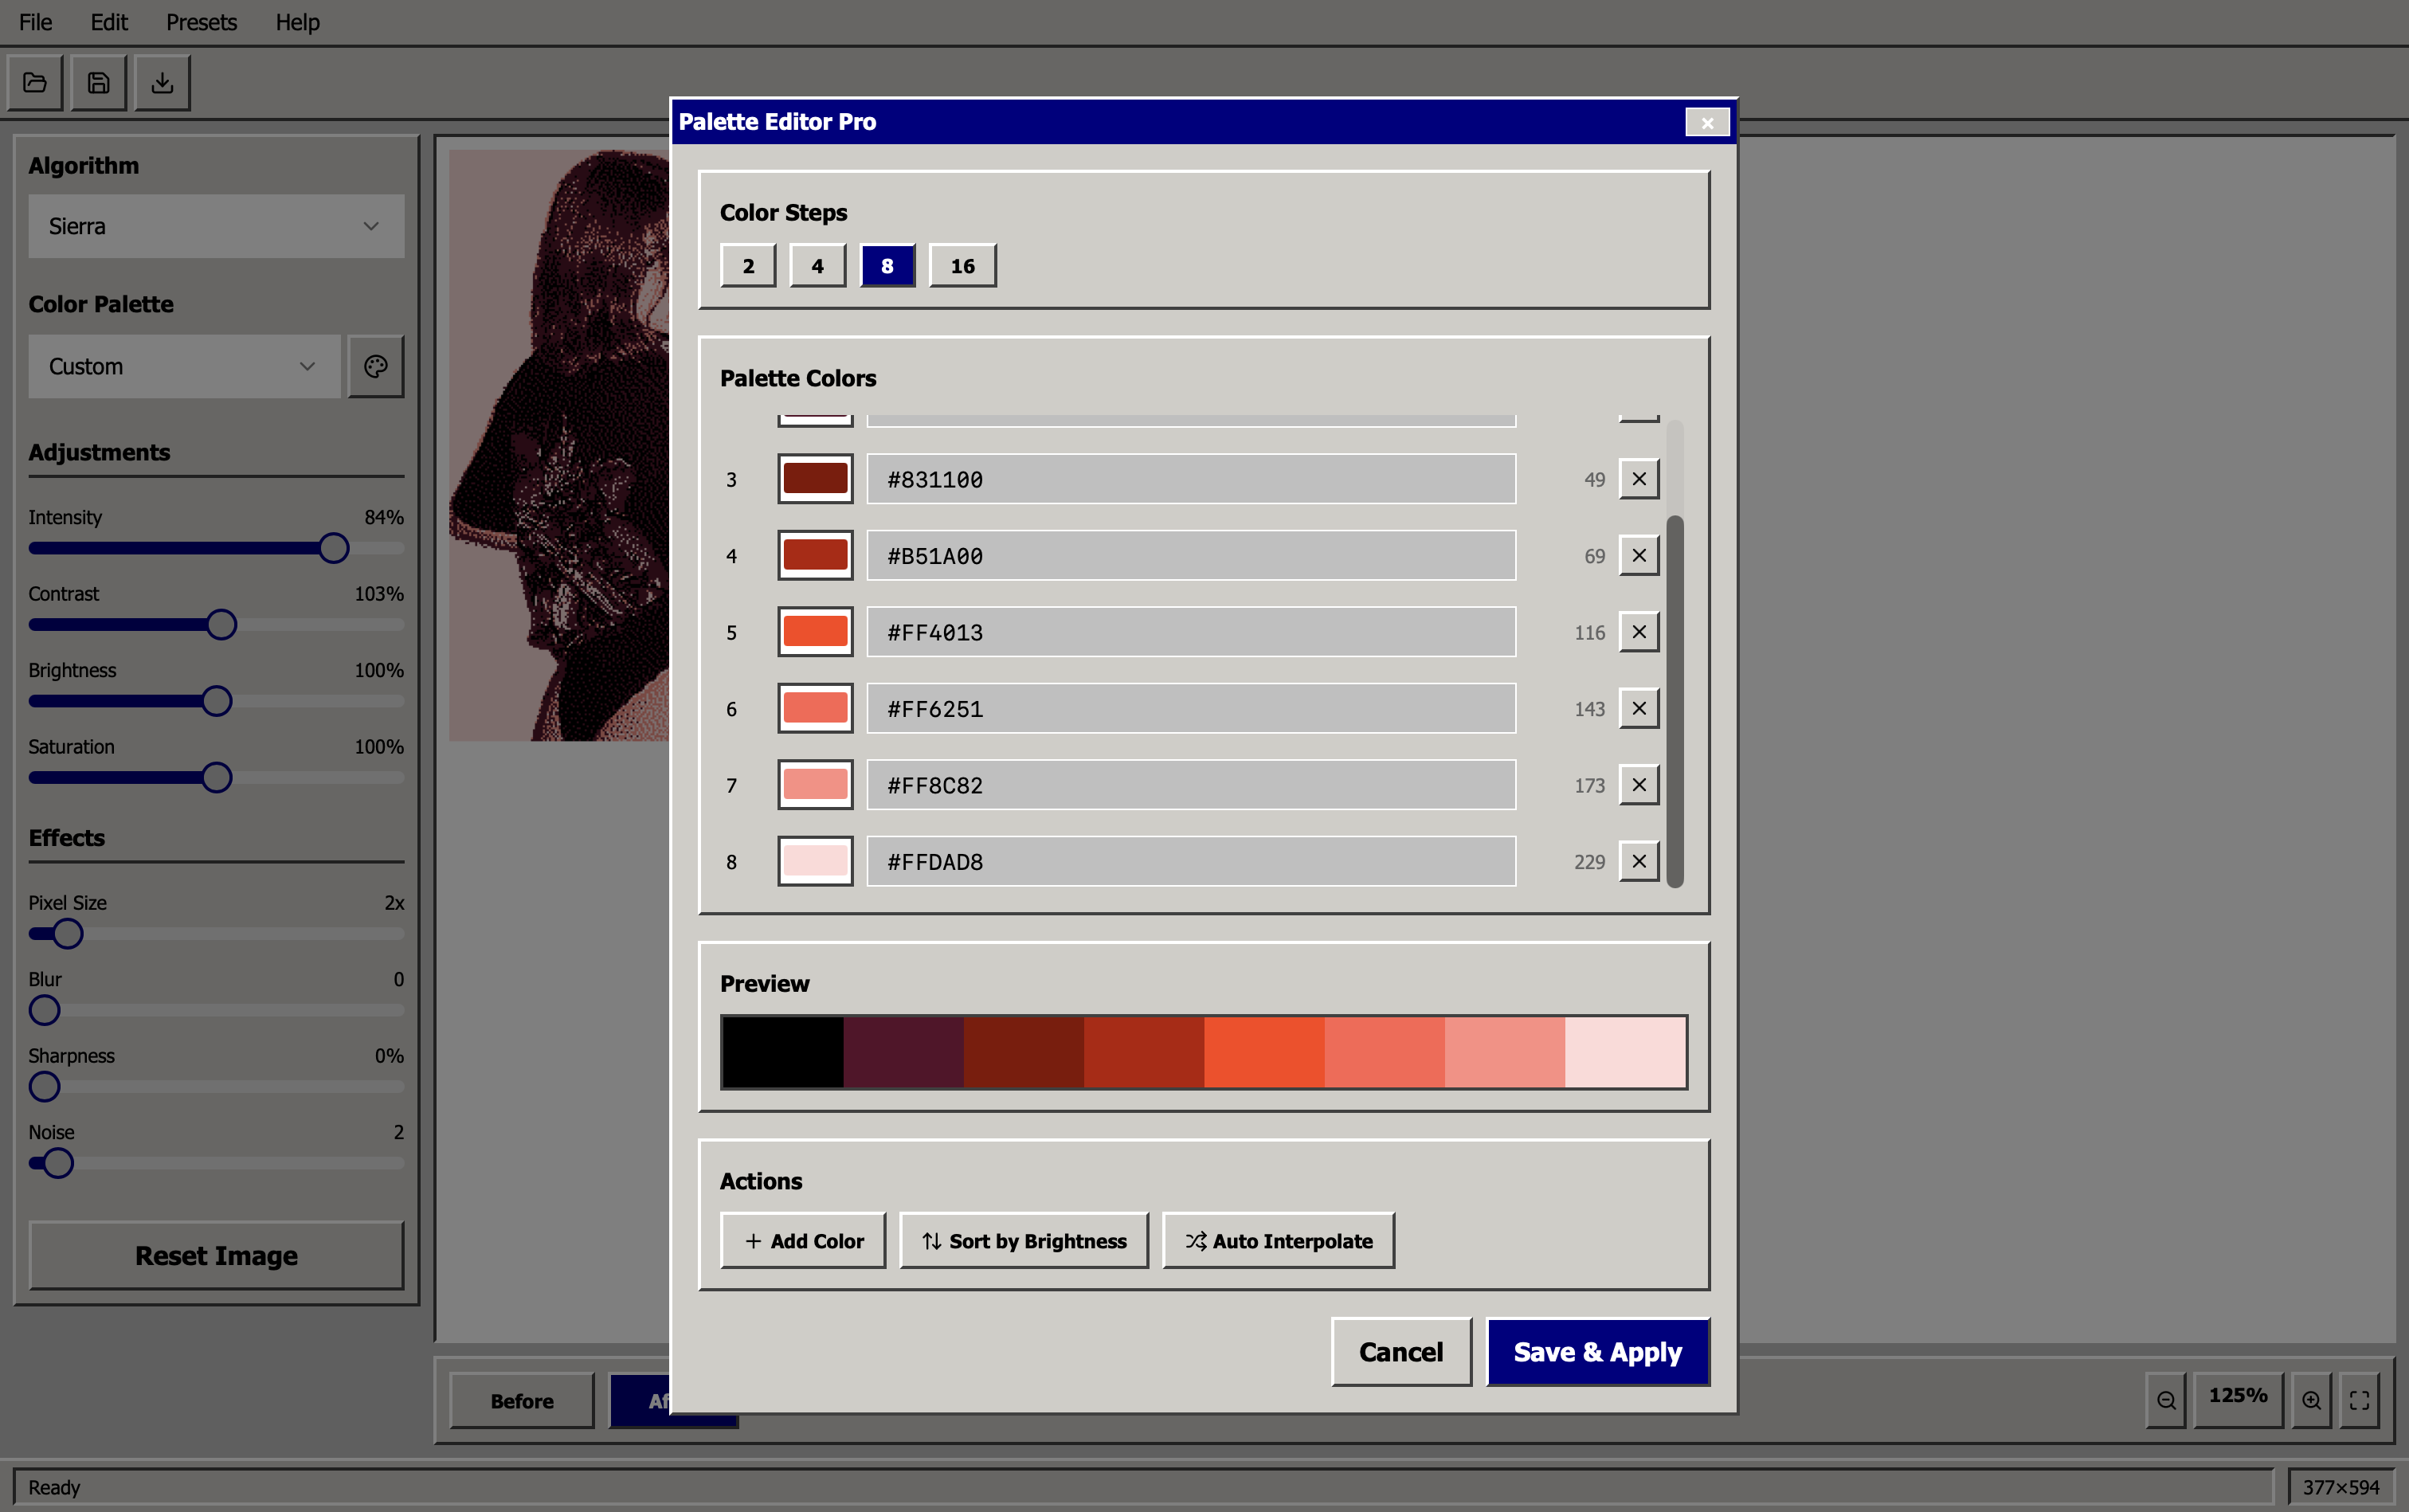 File Edit Presets Help
Palette Editor Pro
Algorithm
Sierra
Color Palette
Custom
Adjustments
Intensity 84%
Contrast 103%
Brightness 100%
Saturation 100%
Effects
Pixel Size 2x
Blur 0
Sharpness 0%
Noise 2
Reset Image
Color Steps
2 4 8 16
Palette Colors
3 #831100 49
4 #B51A00 69
5 #FF4013 116
6 #FF6251 143
7 #FF8C82 173
8 #FFDAD8 229
Preview
Actions
Add Color Sort by Brightness Auto Interpolate
Cancel Save & Apply
Before
125%
Ready 377×594